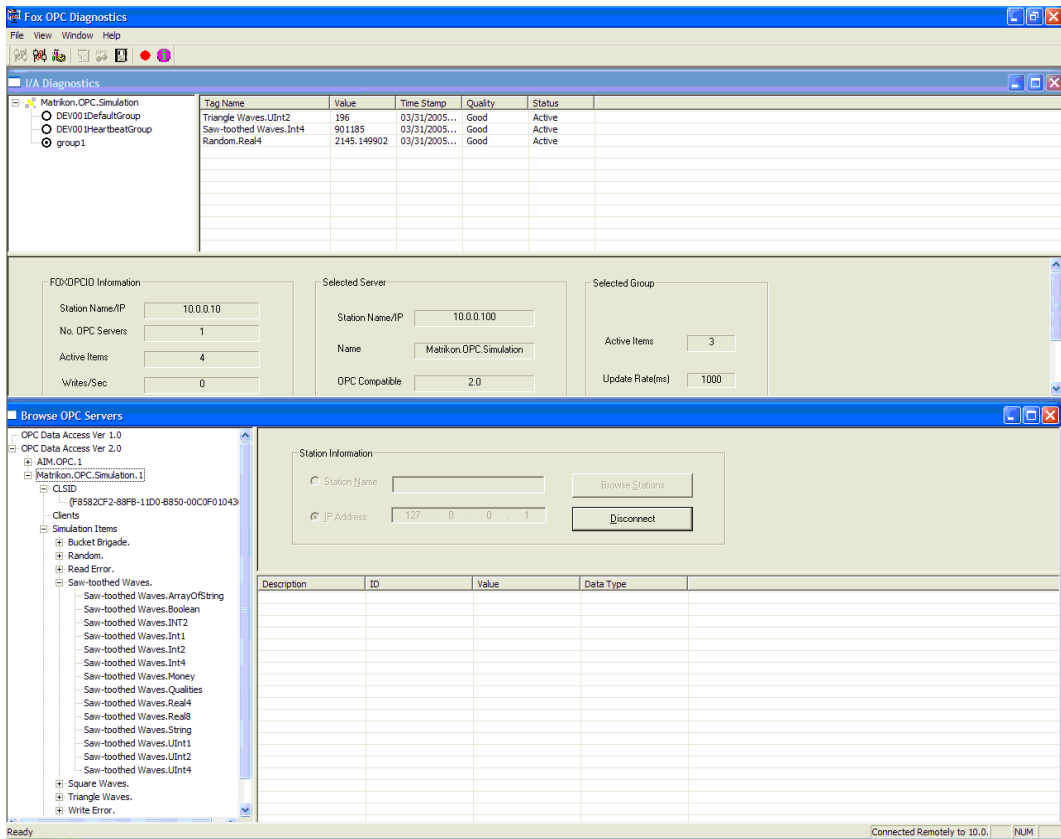 Fox OPC Diagnostics
File View Window Help
I/A Diagnostics
Matrikon.OPC.Simulation
DEV001DefaultGroup
DEV001HeartbeatGroup
group1
Tag Name Value Time Stamp Quality Status
Triangle Waves.UInt2 196 03/31/2005... Good Active
Saw-toothed Waves.Int4 901185 03/31/2005... Good Active
Random.Real4 2145.149902 03/31/2005... Good Active
FOXOPCIO Information
Station Name/IP 10.0.0.10
No. OPC Servers 1
Active Items 4
Writes/Sec 0
Selected Server
Station Name/IP 10.0.0.100
Name Matrikon.OPC.Simulation
OPC Compatible 2.0
Selected Group
Active Items 3
Update Rate(ms) 1000
Browse OPC Servers
OPC Data Access Ver 1.0
OPC Data Access Ver 2.0
AIM.OPC.1
Matrikon.OPC.Simulation.1
CLSID
{F8582CF2-88FB-11D0-B850-00C0F010436
Clients
Simulation Items
Bucket Brigade.
Random.
Read Error.
Saw-toothed Waves.
Saw-toothed Waves.ArrayOfString
Saw-toothed Waves.Boolean
Saw-toothed Waves.INT2
Saw-toothed Waves.Int1
Saw-toothed Waves.Int2
Saw-toothed Waves.Int4
Saw-toothed Waves.Money
Saw-toothed Waves.Qualities
Saw-toothed Waves.Real4
Saw-toothed Waves.Real8
Saw-toothed Waves.String
Saw-toothed Waves.UInt1
Saw-toothed Waves.UInt2
Saw-toothed Waves.UInt4
Square Waves.
Triangle Waves.
Write Error.
Station Information
Station Name Browse Stations
IP Address 127 . 0 . 0 . 1 Disconnect
Description ID Value Data Type
Ready Connected Remotely to 10.0. NUM